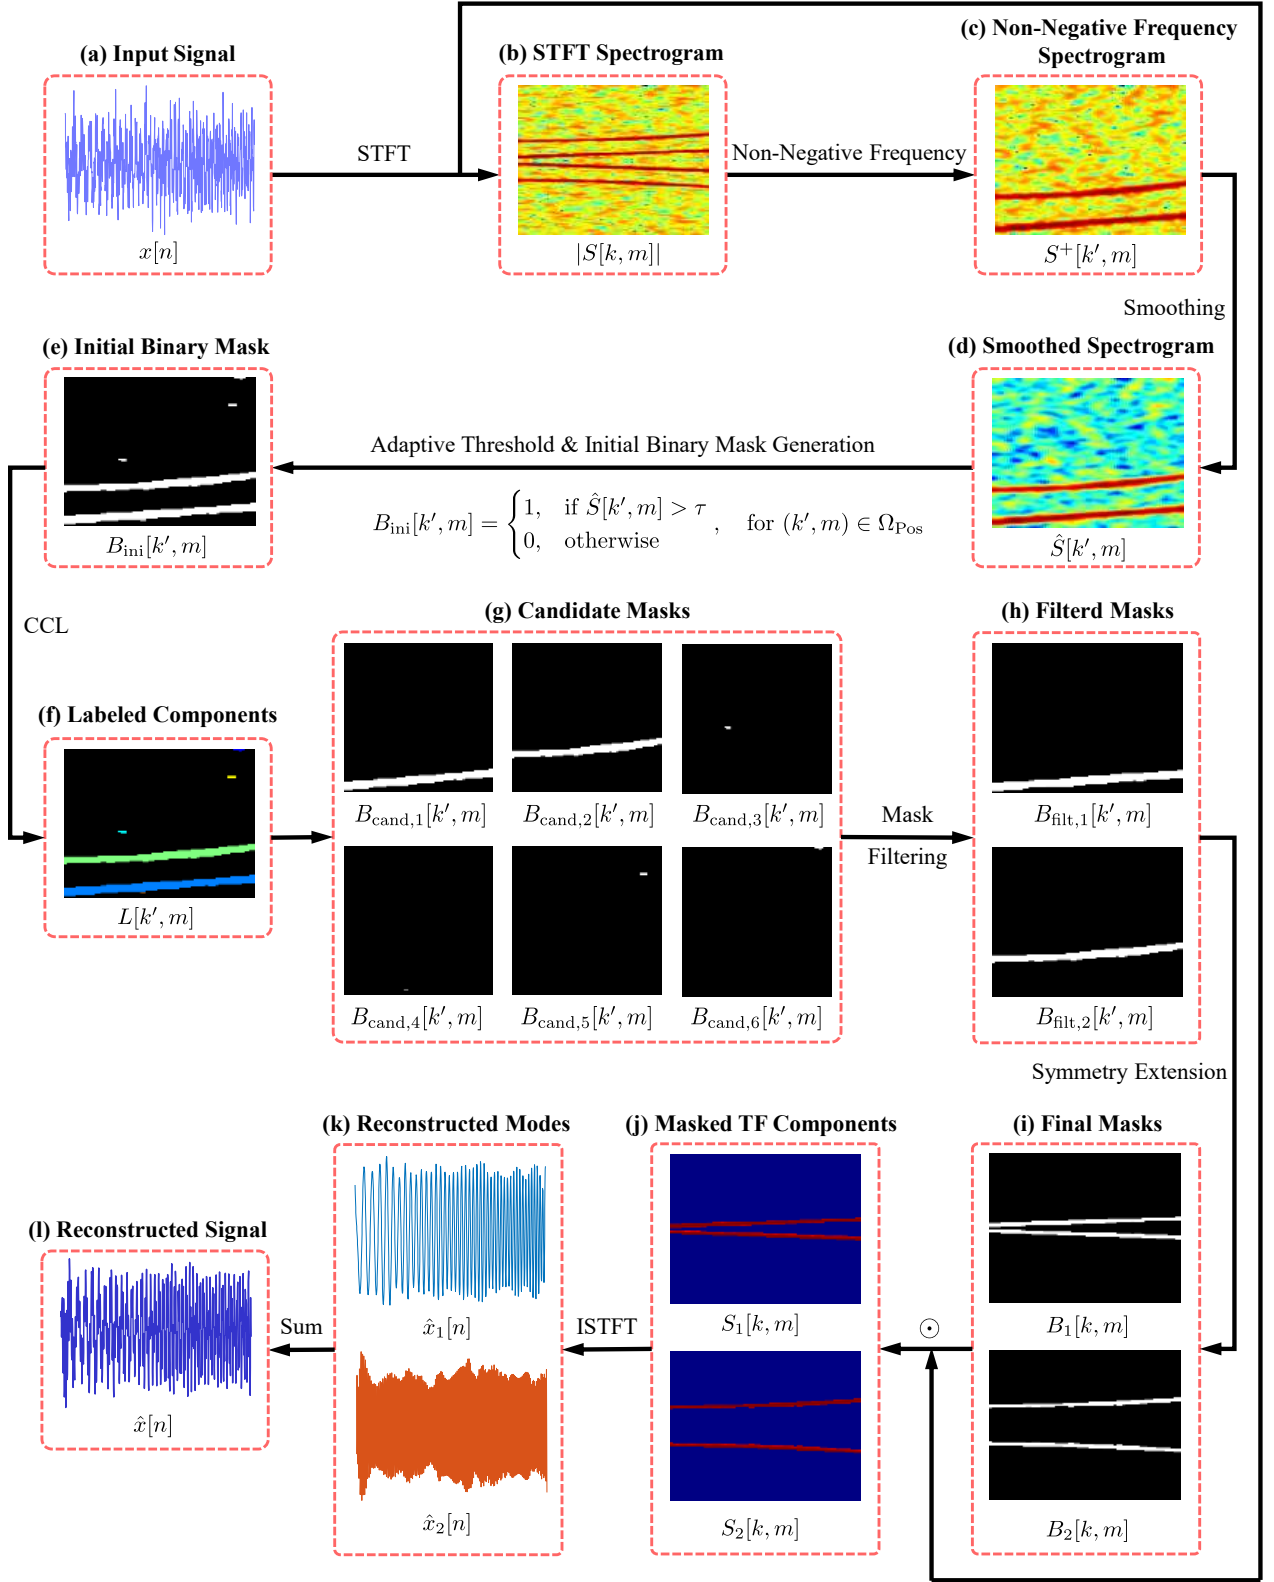 (a) Input Signal
x[n]
STFT
(b) STFT Spectrogram
|S[k, m]|
Non-Negative Frequency
(c) Non-Negative Frequency
Spectrogram
S⁺[k′, m]
Smoothing
(d) Smoothed Spectrogram
Ŝ[k′, m]
Adaptive Threshold & Initial Binary Mask Generation
B_ini[k′, m] = { 1, if Ŝ[k′, m] > τ
0, otherwise , for (k′, m) ∈ Ω_Pos
(e) Initial Binary Mask
B_ini[k′, m]
CCL
(f) Labeled Components
L[k′, m]
(g) Candidate Masks
B_cand,1[k′, m] B_cand,2[k′, m] B_cand,3[k′, m]
B_cand,4[k′, m] B_cand,5[k′, m] B_cand,6[k′, m]
Mask
Filtering
(h) Filterd Masks
B_filt,1[k′, m]
B_filt,2[k′, m]
Symmetry Extension
(i) Final Masks
B₁[k, m]
B₂[k, m]
⊙
(j) Masked TF Components
S₁[k, m]
S₂[k, m]
ISTFT
(k) Reconstructed Modes
x̂₁[n]
x̂₂[n]
Sum
(l) Reconstructed Signal
x̂[n]